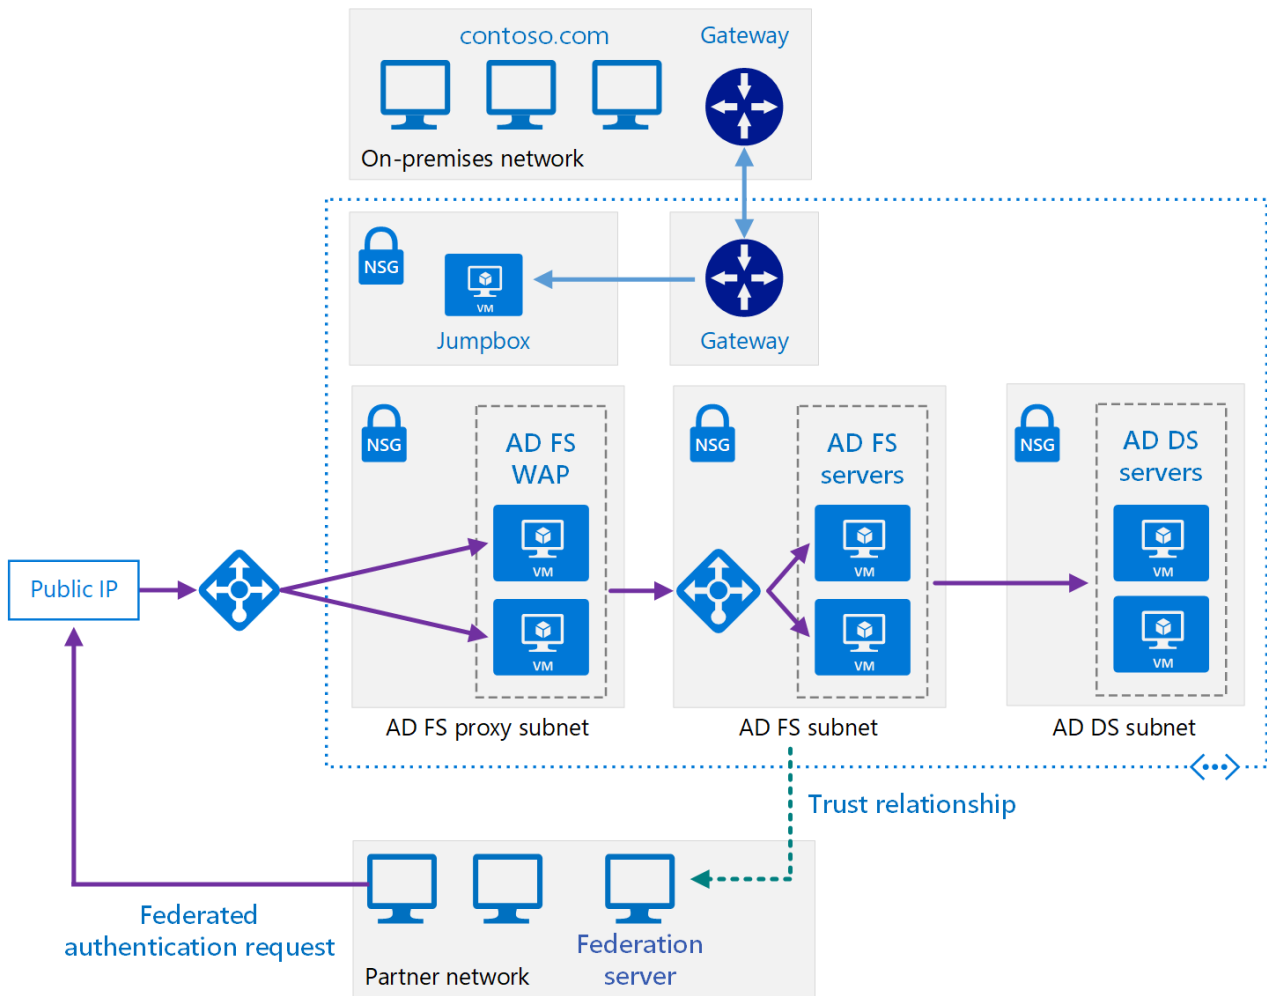 contoso.com
Gateway
On-premises network
NSG
VM
Jumpbox
Gateway
NSG
AD FS
WAP
VM
VM
AD FS proxy subnet
NSG
AD FS
servers
VM
VM
AD FS subnet
NSG
AD DS
servers
VM
VM
AD DS subnet
Public IP
Trust relationship
Federated
authentication request
Federation
server
Partner network